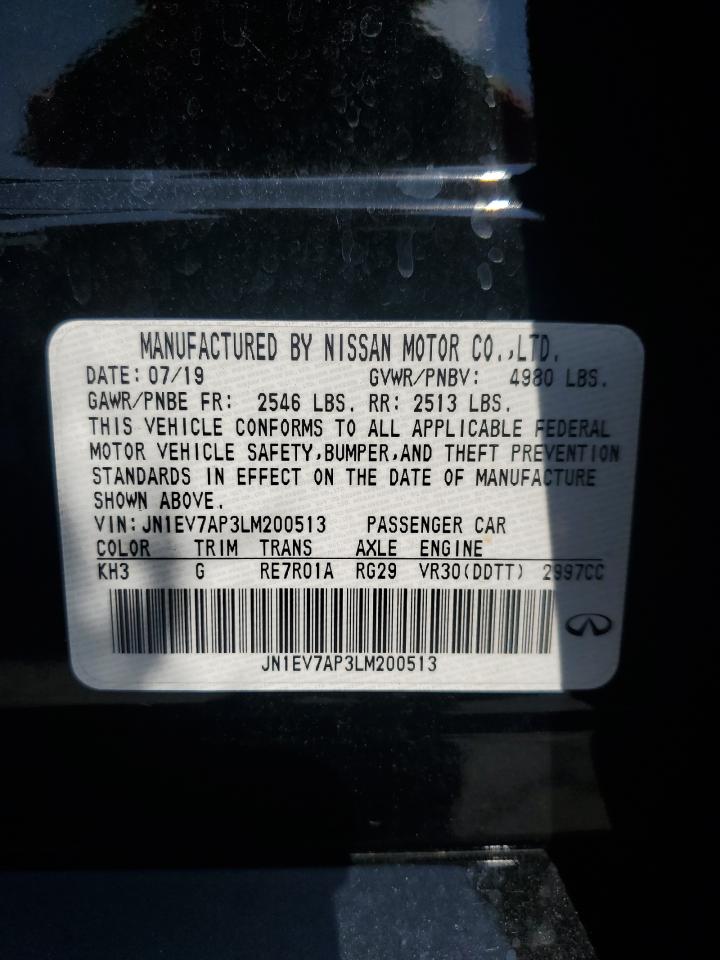 MANUFACTURED BY NISSAN MOTOR CO.,LTD.
DATE: 07/19 GVWR/PNBV: 4980 LBS.
GAWR/PNBE FR: 2546 LBS. RR: 2513 LBS.
THIS VEHICLE CONFORMS TO ALL APPLICABLE FEDERAL
MOTOR VEHICLE SAFETY,BUMPER,AND THEFT PREVENTION
STANDARDS IN EFFECT ON THE DATE OF MANUFACTURE
SHOWN ABOVE.
VIN: JN1EV7AP3LM200513 PASSENGER CAR
COLOR TRIM TRANS AXLE ENGINE
KH3 G RE7R01A RG29 VR30(DDTT) 2997CC
JN1EV7AP3LM200513